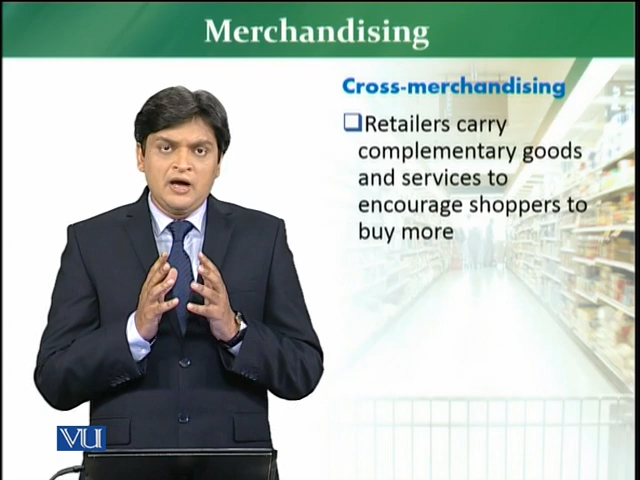 Merchandising
Cross-merchandising
❑Retailers carry
complementary goods
and services to
encourage shoppers to
buy more
VU